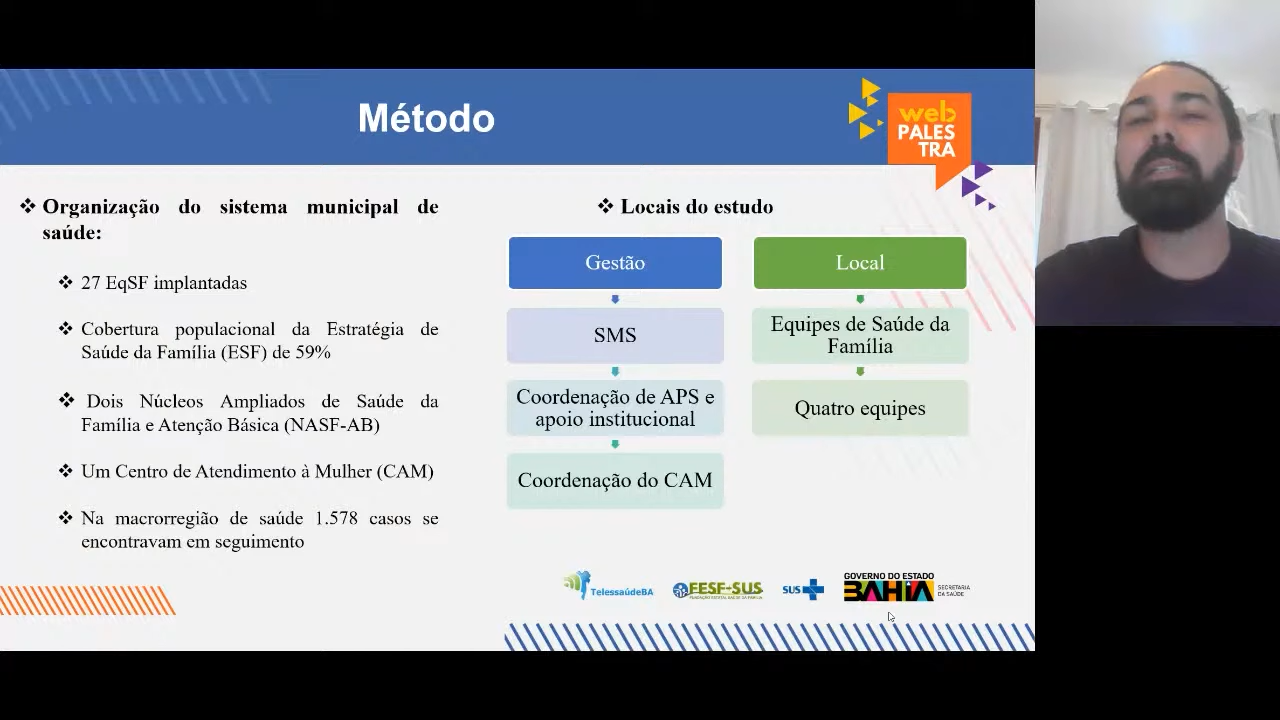 Método
web
PALES
TRA
❖ Organização do sistema municipal de
saúde:
❖ 27 EqSF implantadas
❖ Cobertura populacional da Estratégia de
Saúde da Família (ESF) de 59%
❖ Dois Núcleos Ampliados de Saúde da
Família e Atenção Básica (NASF-AB)
❖ Um Centro de Atendimento à Mulher (CAM)
❖ Na macrorregião de saúde 1.578 casos se
encontravam em seguimento
❖ Locais do estudo
Gestão
SMS
Coordenação de APS e
apoio institucional
Coordenação do CAM
Local
Equipes de Saúde da
Família
Quatro equipes
TelessaúdeBA
FESF-SUS
SUS
GOVERNO DO ESTADO
BAHIA
SECRETARIA
DA SAÚDE